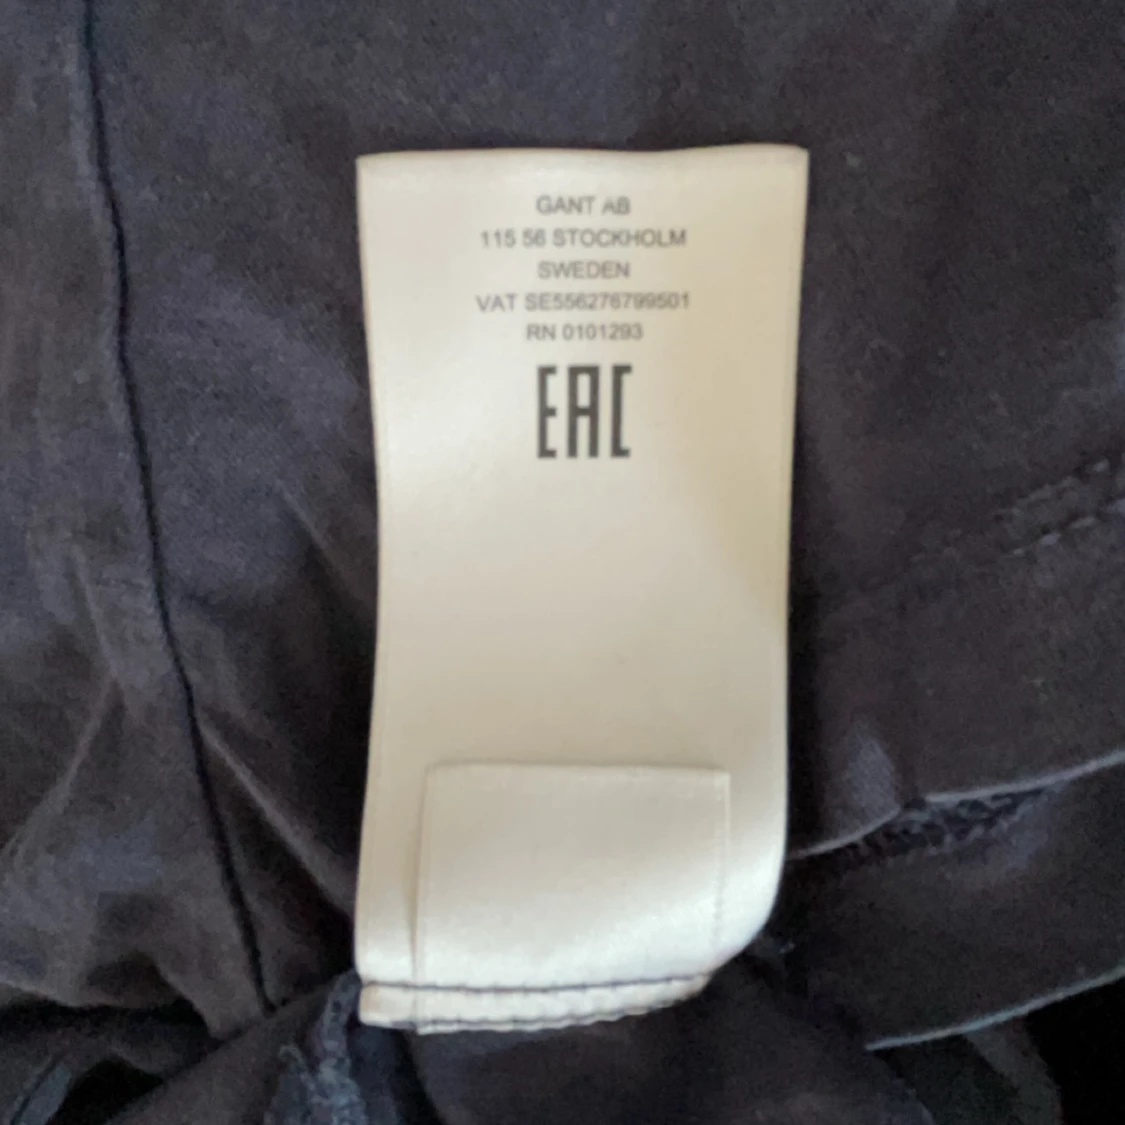 GANT AB
115 56 STOCKHOLM
SWEDEN
VAT SE556276799501
RN 0101293
EAC